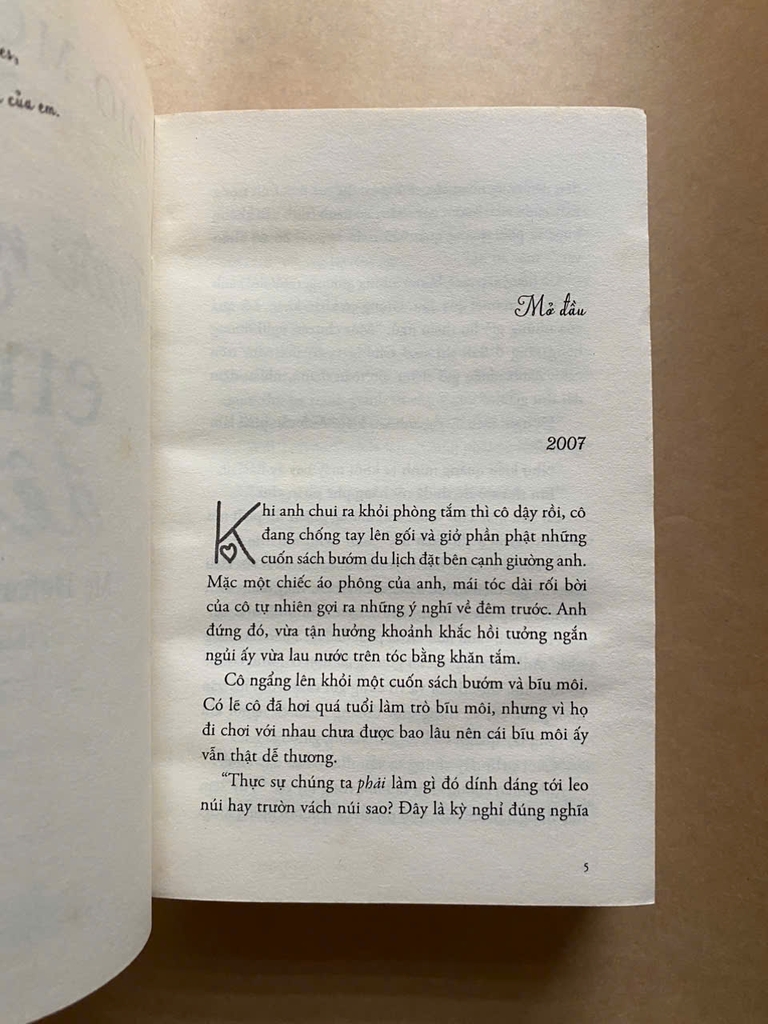 của em.
Mở đầu
2007
Khi anh chui ra khỏi phòng tắm thì cô dậy rồi, cô
đang chống tay lên gối và giở phần phật những
cuốn sách bướm du lịch đặt bên cạnh giường anh.
Mặc một chiếc áo phông của anh, mái tóc dài rối bời
của cô tự nhiên gợi ra những ý nghĩ về đêm trước. Anh
đứng đó, vừa tận hưởng khoảnh khắc hồi tưởng ngắn
ngủi ấy vừa lau nước trên tóc bằng khăn tắm.
Cô ngẩng lên khỏi một cuốn sách bướm và bĩu môi.
Có lẽ cô đã hơi quá tuổi làm trò bĩu môi, nhưng vì họ
đi chơi với nhau chưa được bao lâu nên cái bĩu môi ấy
vẫn thật dễ thương.
“Thực sự chúng ta phải làm gì đó dính dáng tới leo
núi hay trườn vách núi sao? Đây là kỳ nghỉ đúng nghĩa
5